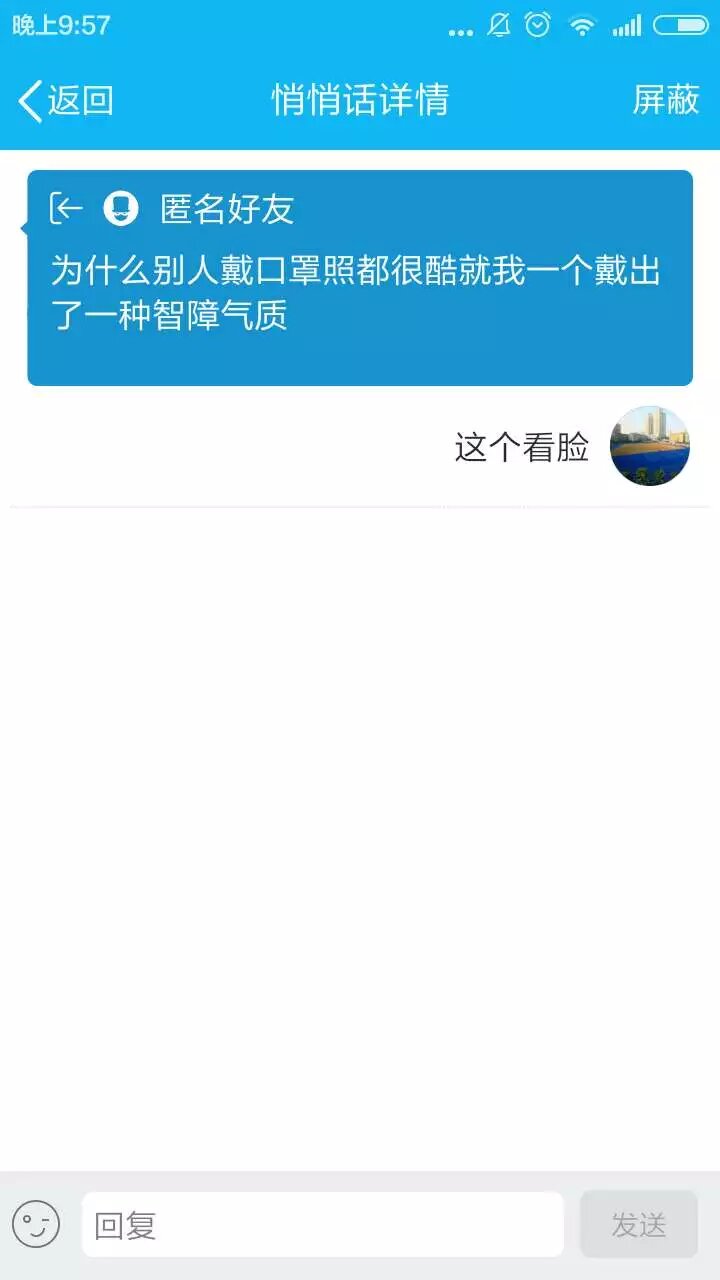 晚上9:57
返回
悄悄话详情
屏蔽
匿名好友
为什么别人戴口罩照都很酷就我一个戴出
了一种智障气质
这个看脸
回复
发送